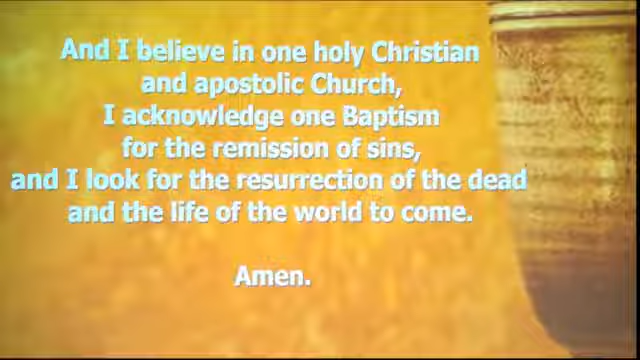 And I believe in one holy Christian
and apostolic Church,
I acknowledge one Baptism
for the remission of sins,
and I look for the resurrection of the dead
and the life of the world to come.
Amen.